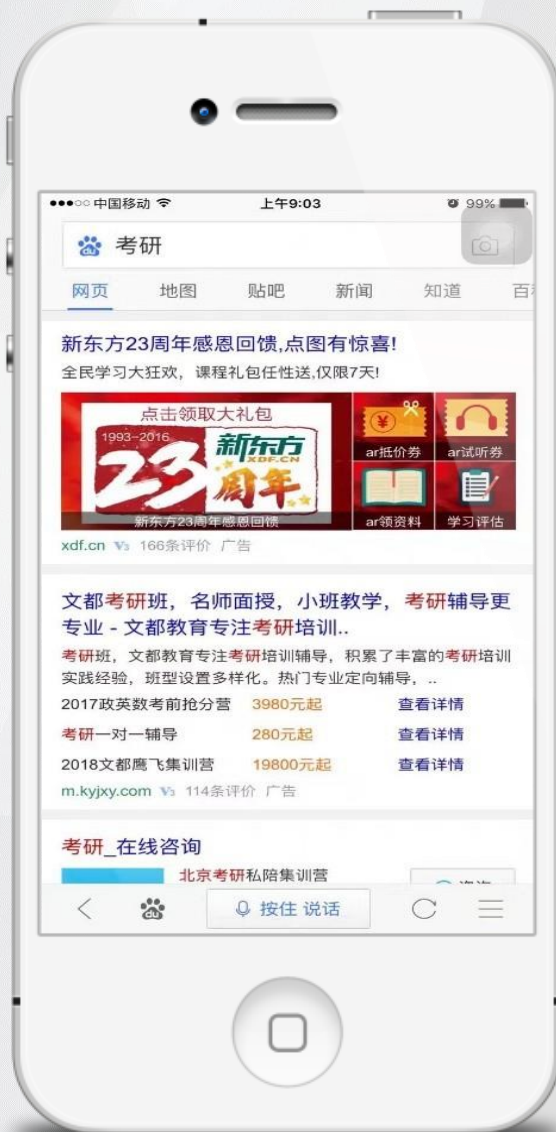 中国移动 上午9:03 99%
du 考研
网页 地图 贴吧 新闻 知道
新东方23周年感恩回馈,点图有惊喜!
全民学习大狂欢，课程礼包任性送,仅限7天!
点击领取大礼包
1993-2016 新东方
XDF.CN
23 周年
新东方23周年感恩回馈
ar抵价券 ar试听券
ar领资料 学习评估
xdf.cn V3 166条评价 广告
文都考研班，名师面授，小班教学，考研辅导更
专业 - 文都教育专注考研培训..
考研班，文都教育专注考研培训辅导，积累了丰富的考研培训
实践经验，班型设置多样化。热门专业定向辅导，..
2017政英数考前抢分营 3980元起 查看详情
考研一对一辅导 280元起 查看详情
2018文都鹰飞集训营 19800元起 查看详情
m.kyjxy.com V3 114条评价 广告
考研_在线咨询
北京考研私陪集训营
du 按住 说话